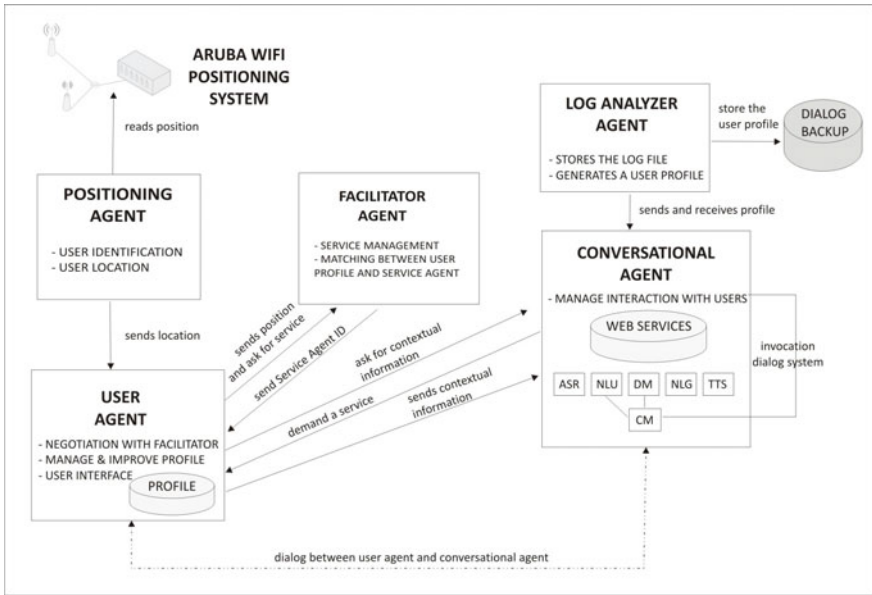 ARUBA WIFI
POSITIONING
SYSTEM
reads position
POSITIONING
AGENT
- USER IDENTIFICATION
- USER LOCATION
sends location
FACILITATOR
AGENT
- SERVICE MANAGEMENT
- MATCHING BETWEEN USER
PROFILE AND SERVICE AGENT
LOG ANALYZER
AGENT
- STORES THE LOG FILE
- GENERATES A USER PROFILE
store the
user profile
DIALOG
BACKUP
sends and receives profile
CONVERSATIONAL
AGENT
- MANAGE INTERACTION WITH USERS
WEB SERVICES
ASR
NLU
DM
NLG
TTS
CM
invocation
dialog system
sends position
and ask for service
send Service Agent ID
ask for contextual
information
demand a service
sends contextual
information
USER
AGENT
- NEGOTIATION WITH FACILITATOR
- MANAGE & IMPROVE PROFILE
- USER INTERFACE
PROFILE
dialog between user agent and conversational agent